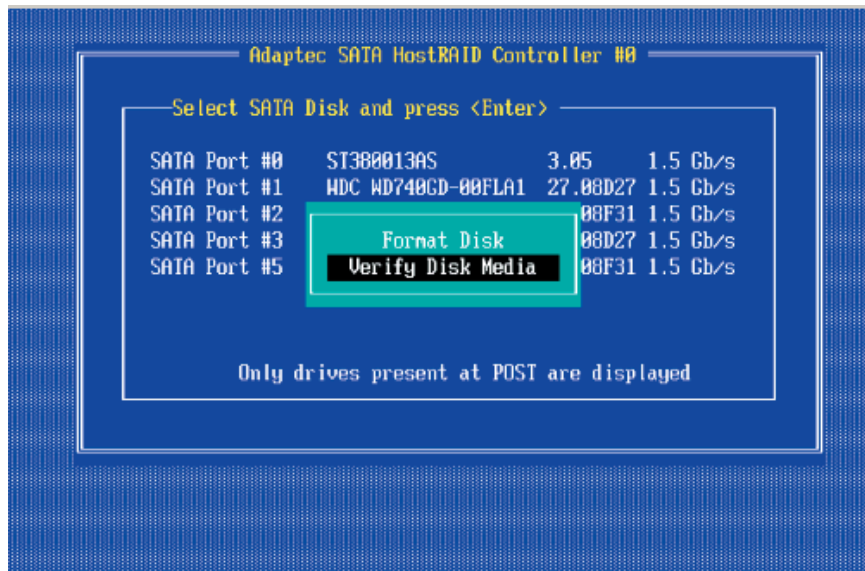 Adaptec SATA HostRAID Controller #0
Select SATA Disk and press <Enter>
SATA Port #0 ST380013AS 3.05 1.5 Gb/s
SATA Port #1 WDC WD740GD-00FLA1 27.08D27 1.5 Gb/s
SATA Port #2 08F31 1.5 Gb/s
SATA Port #3 08D27 1.5 Gb/s
SATA Port #5 08F31 1.5 Gb/s
Format Disk
Verify Disk Media
Only drives present at POST are displayed